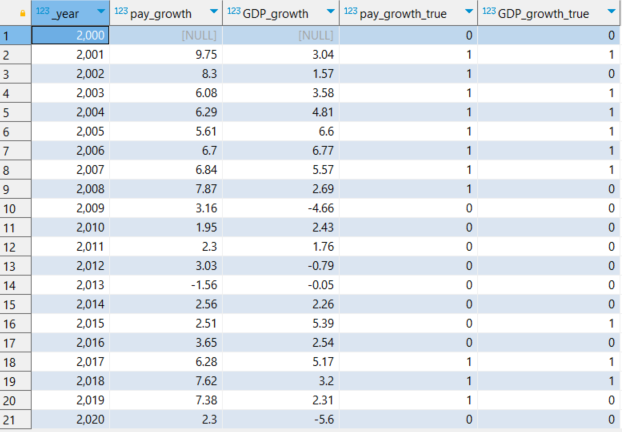 123 _year 123 pay_growth 123 GDP_growth 123 pay_growth_true 123 GDP_growth_true
1 2,000 [NULL] [NULL] 0 0
2 2,001 9.75 3.04 1 1
3 2,002 8.3 1.57 1 0
4 2,003 6.08 3.58 1 1
5 2,004 6.29 4.81 1 1
6 2,005 5.61 6.6 1 1
7 2,006 6.7 6.77 1 1
8 2,007 6.84 5.57 1 1
9 2,008 7.87 2.69 1 0
10 2,009 3.16 -4.66 0 0
11 2,010 1.95 2.43 0 0
12 2,011 2.3 1.76 0 0
13 2,012 3.03 -0.79 0 0
14 2,013 -1.56 -0.05 0 0
15 2,014 2.56 2.26 0 0
16 2,015 2.51 5.39 0 1
17 2,016 3.65 2.54 0 0
18 2,017 6.28 5.17 1 1
19 2,018 7.62 3.2 1 1
20 2,019 7.38 2.31 1 0
21 2,020 2.3 -5.6 0 0